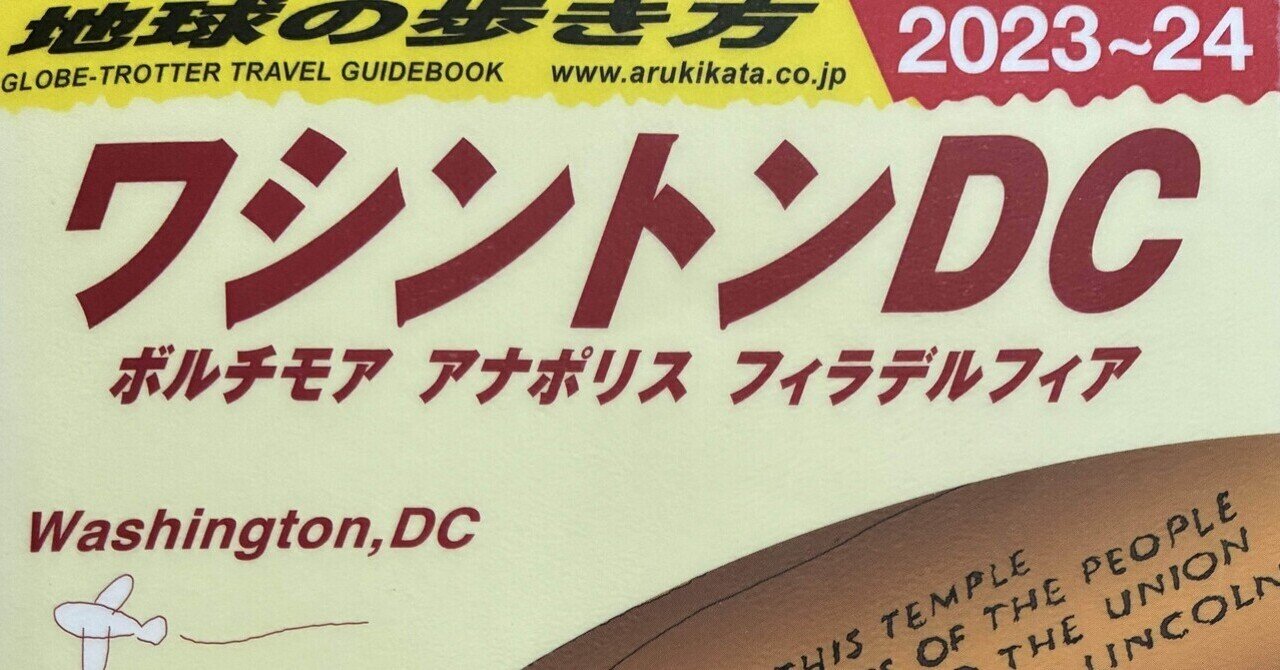 地球の歩き方
2023~24
GLOBE-TROTTER TRAVEL GUIDEBOOK www.arukikata.co.jp
ワシントンDC
ボルチモア アナポリス フィラデルフィア
Washington,DC
THIS TEMPLE
OF THE PEOPLE
THE UNION
LINCOLN